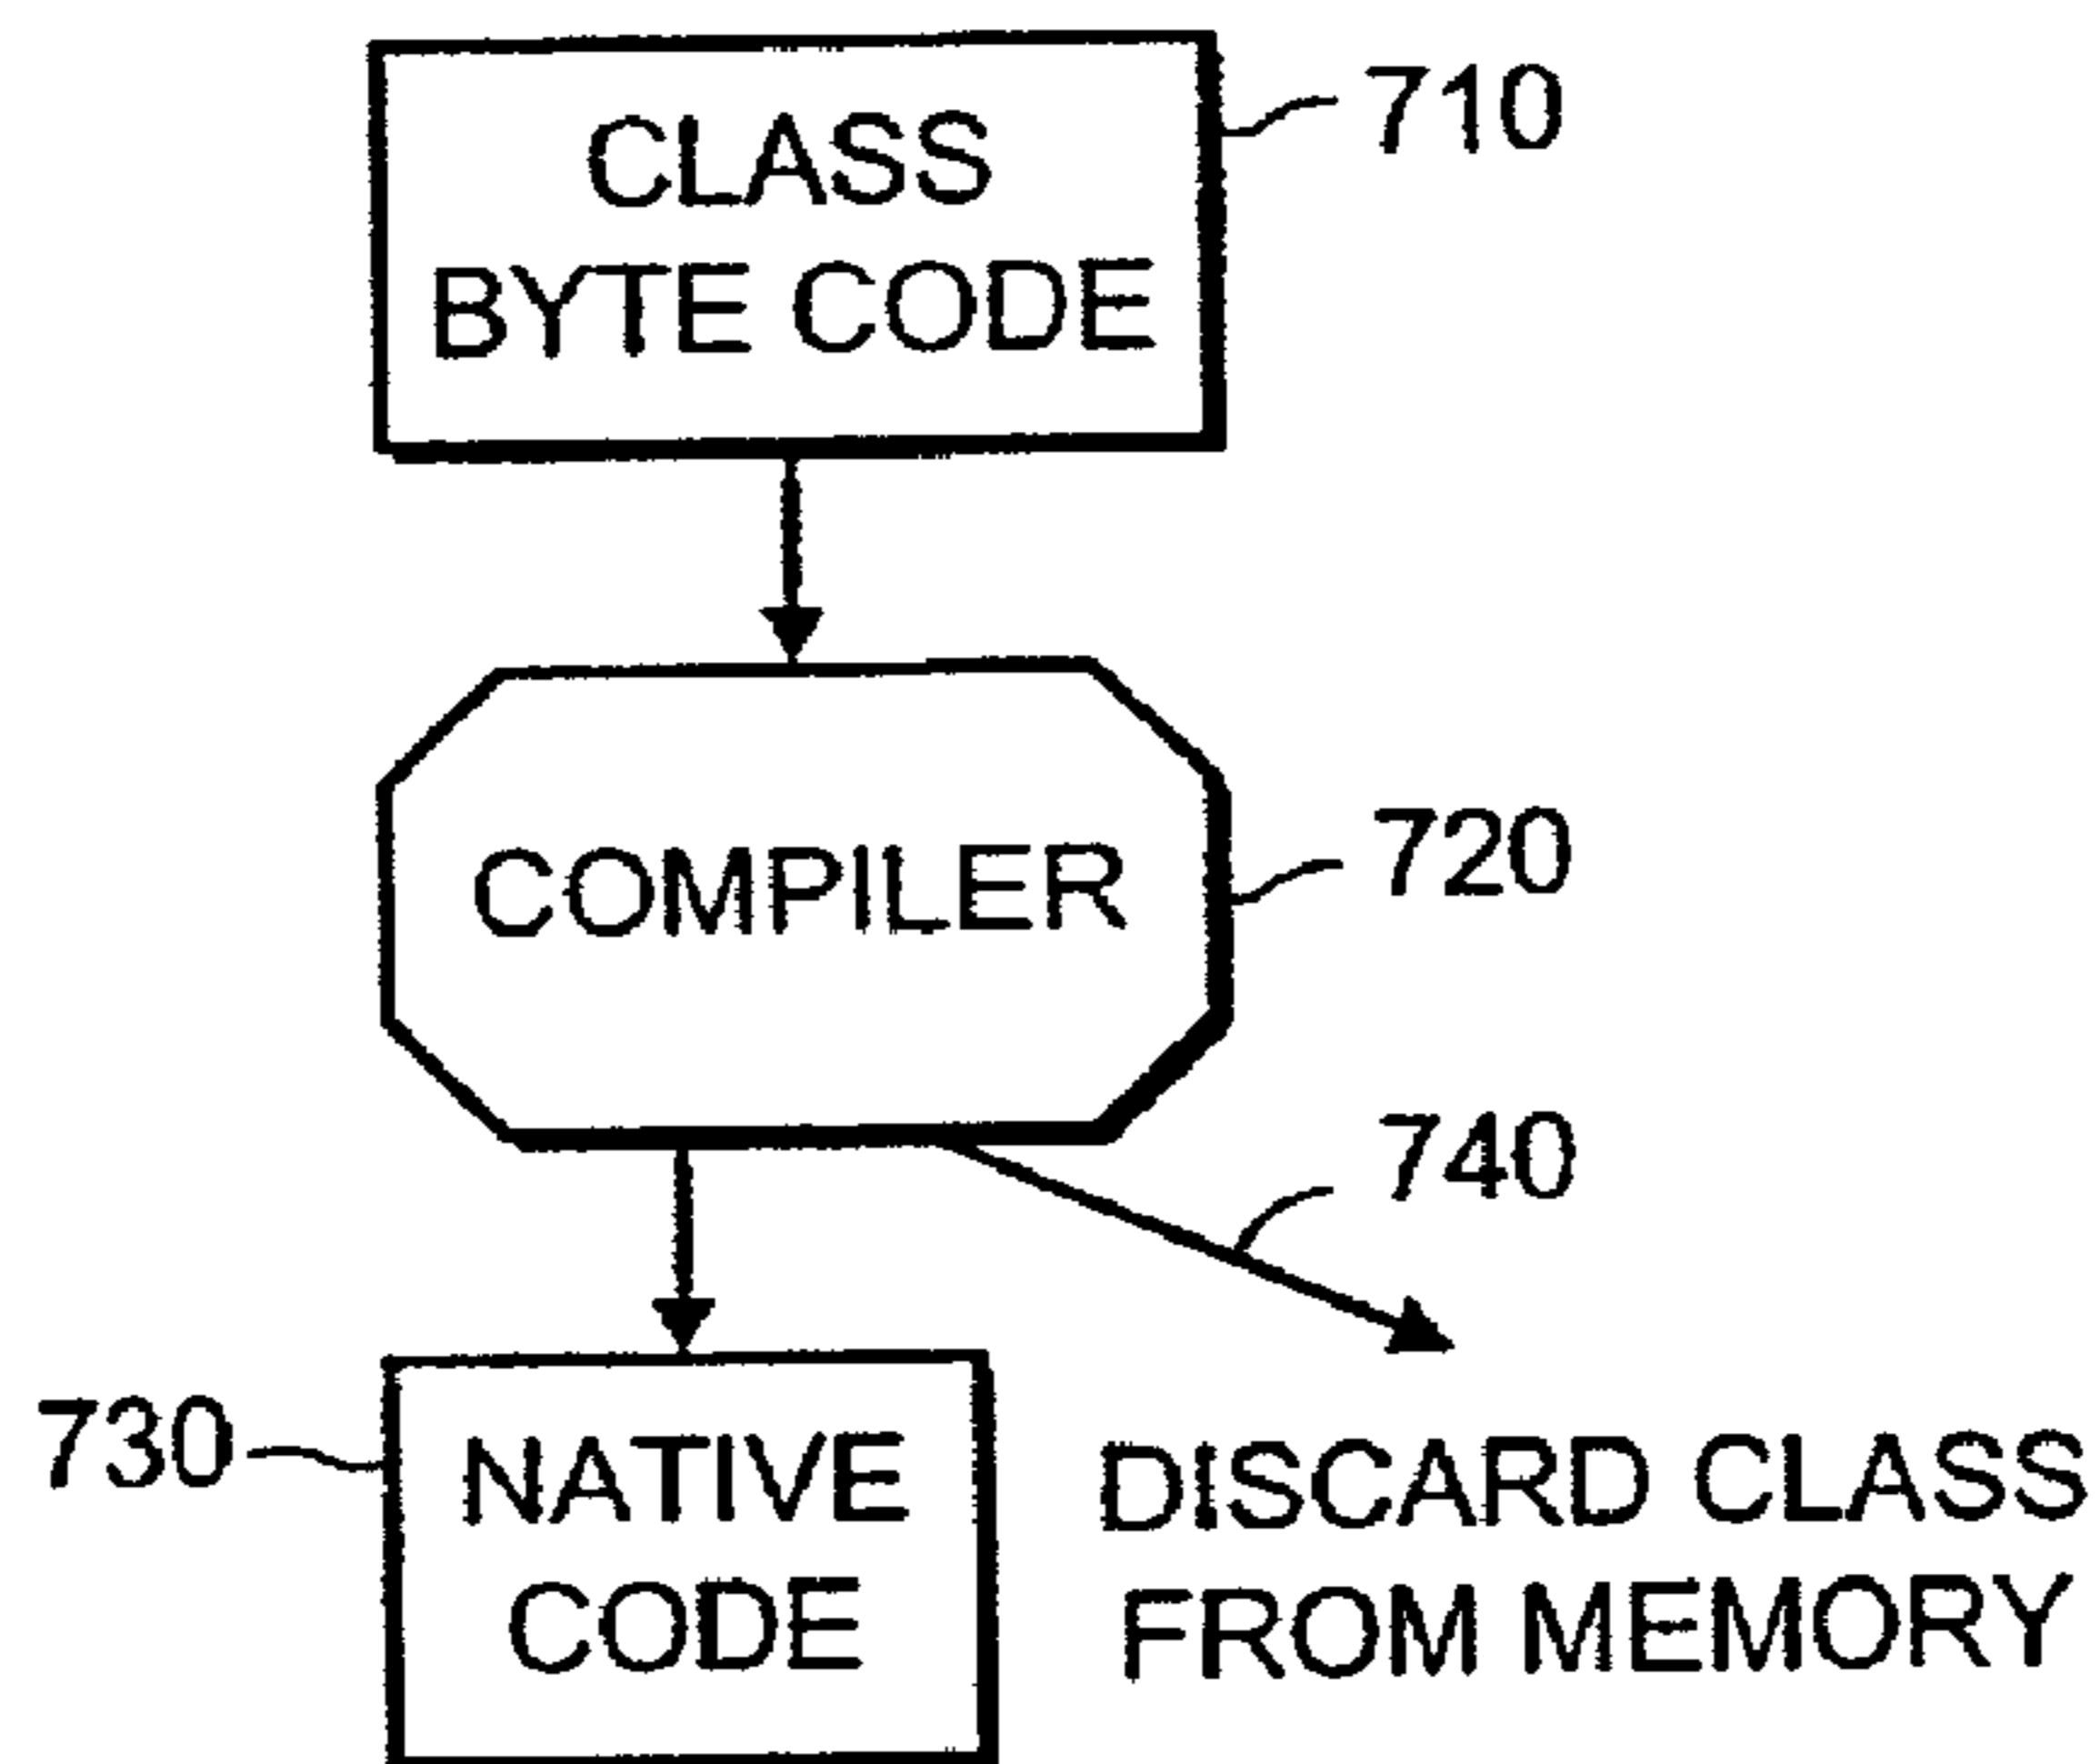 CLASS
BYTE CODE
710
COMPILER
720
740
730
NATIVE
CODE
DISCARD CLASS
FROM MEMORY